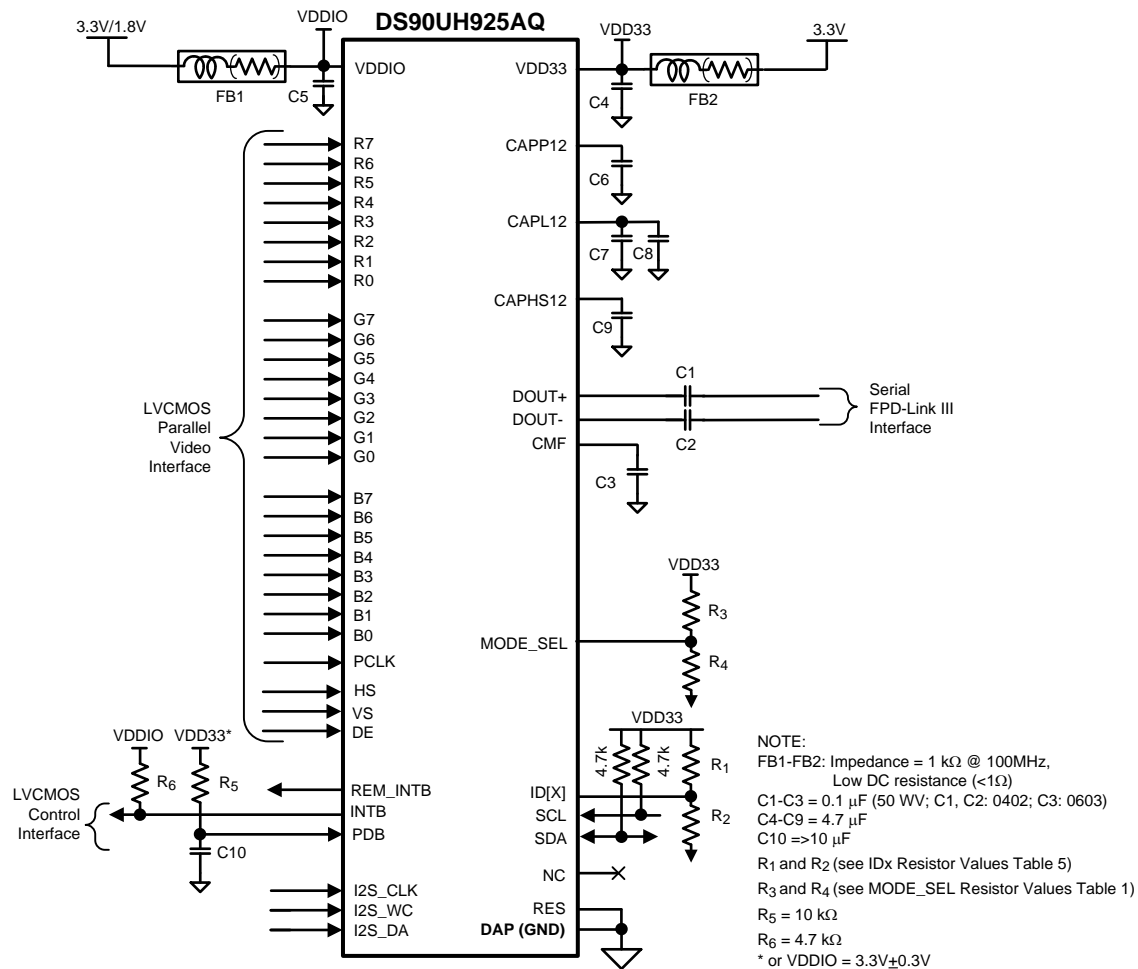 DS90UH925AQ
3.3V/1.8V
VDDIO
FB1
C5
VDDIO
VDD33
VDD33
3.3V
FB2
C4
CAPP12
C6
CAPL12
C7
C8
CAPHS12
C9
DOUT+
DOUT-
C1
C2
Serial
FPD-Link III
Interface
CMF
C3
R7
R6
R5
R4
R3
R2
R1
R0
G7
G6
G5
G4
G3
G2
G1
G0
LVCMOS
Parallel
Video
Interface
B7
B6
B5
B4
B3
B2
B1
B0
PCLK
HS
VS
DE
VDD33
R3
MODE_SEL
R4
VDDIO
VDD33*
R6
R5
LVCMOS
Control
Interface
REM_INTB
INTB
PDB
C10
VDD33
4.7k
4.7k
R1
ID[X]
SCL
R2
SDA
NC
RES
DAP (GND)
I2S_CLK
I2S_WC
I2S_DA
NOTE:
FB1-FB2: Impedance = 1 kΩ @ 100MHz,
Low DC resistance (<1Ω)
C1-C3 = 0.1 μF (50 WV; C1, C2: 0402; C3: 0603)
C4-C9 = 4.7 μF
C10 =>10 μF
R1 and R2 (see IDx Resistor Values Table 5)
R3 and R4 (see MODE_SEL Resistor Values Table 1)
R5 = 10 kΩ
R6 = 4.7 kΩ
* or VDDIO = 3.3V±0.3V